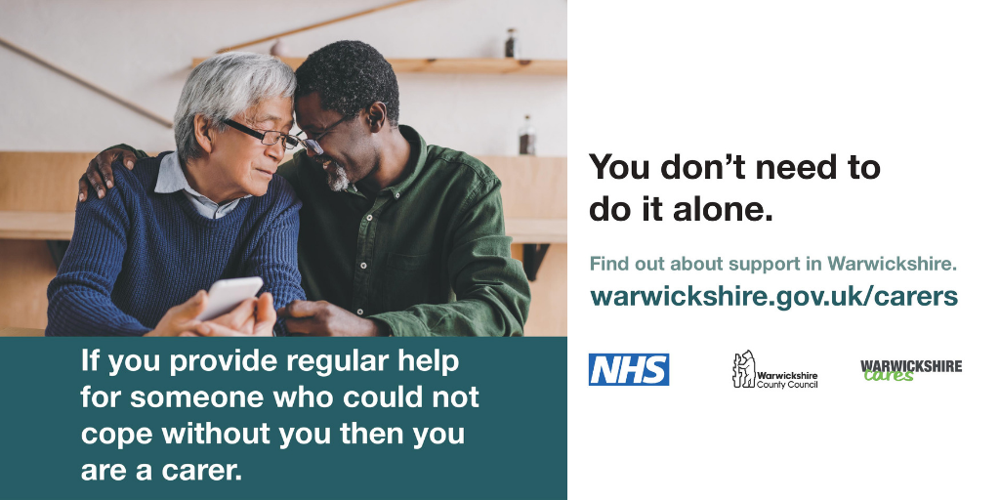 If you provide regular help
for someone who could not
cope without you then you
are a carer.
You don’t need to
do it alone.
Find out about support in Warwickshire.
warwickshire.gov.uk/carers
NHS
Warwickshire
County Council
WARWICKSHIRE
cares